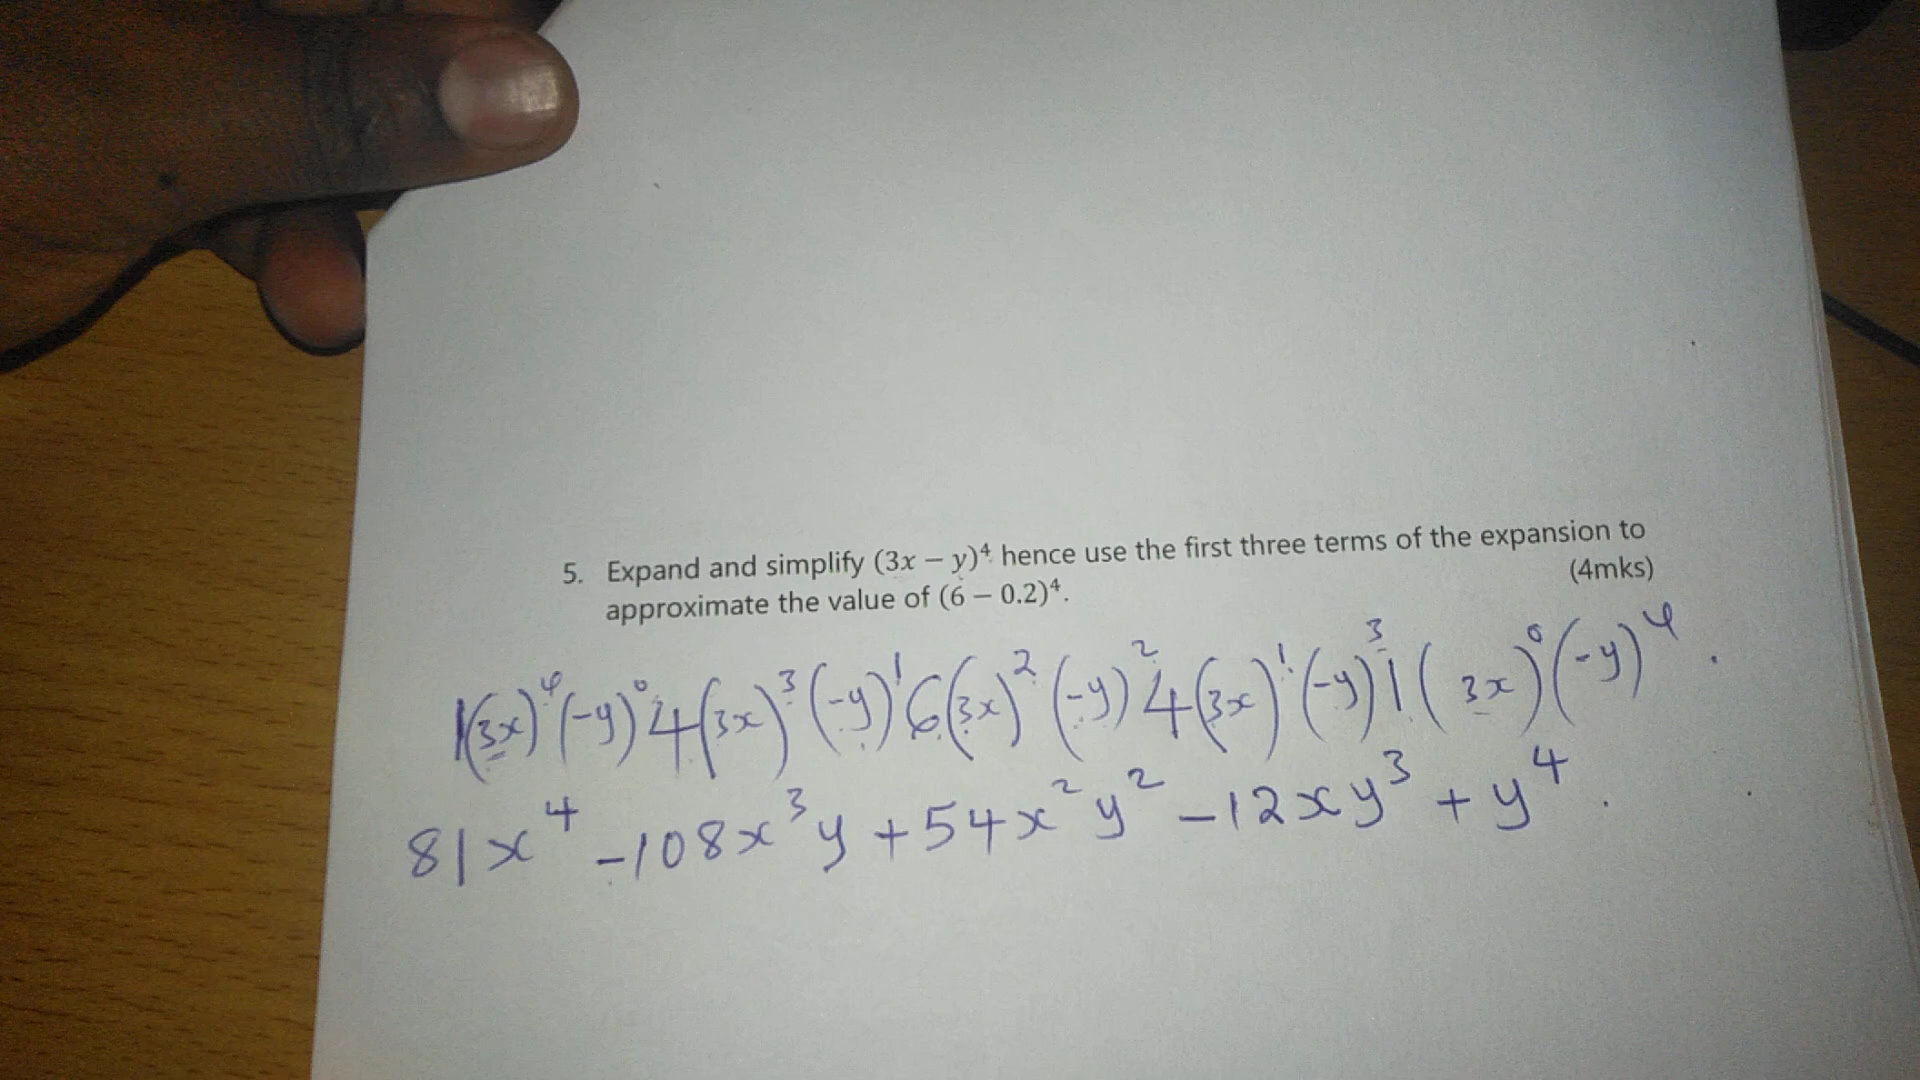 5. Expand and simplify (3x – y)⁴ hence use the first three terms of the expansion to
approximate the value of (6 – 0.2)⁴. (4mks)
1(3x)⁴(-y)⁰ 4(3x)³(-y)¹ 6(3x)²(-y)² 4(3x)¹(-y)³ 1(3x)⁰(-y)⁴.
81x⁴ -108x³y +54x²y² -12xy³ + y⁴.